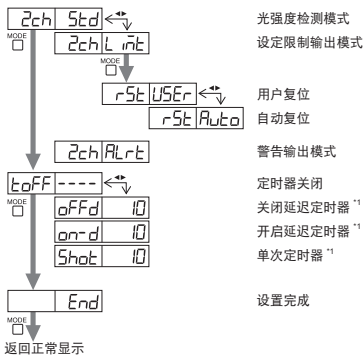 2ch Std 光强度检测模式
MODE
2ch L int 设定限制输出模式
MODE
rSt USEr 用户复位
rSt Auto 自动复位
2ch ALrt 警告输出模式
toFF ---- 定时器关闭
MODE
oFFd 10 关闭延迟定时器 *1
on-d 10 开启延迟定时器 *1
Shot 10 单次定时器 *1
End 设置完成
MODE
返回正常显示